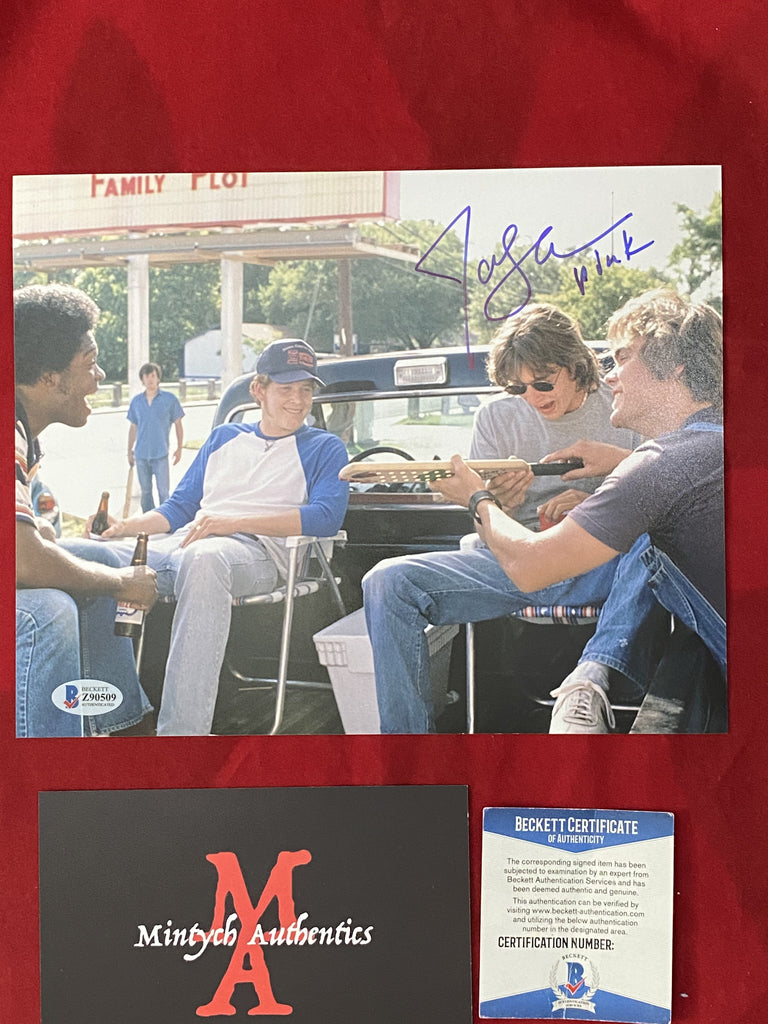 FAMILY PLOT
Pink
BECKETT
Z90509
AUTHENTICATED
MA
Mintych Authentics
BECKETT CERTIFICATE
OF AUTHENTICITY
The corresponding signed item has been
subjected to examination by an expert from
Beckett Authentication Services and has
been deemed authentic and genuine.
This authentication can be verified by
visiting www.beckett-authentication.com
and utilizing the below authentication
number in the designated area.
CERTIFICATION NUMBER:
BECKETT